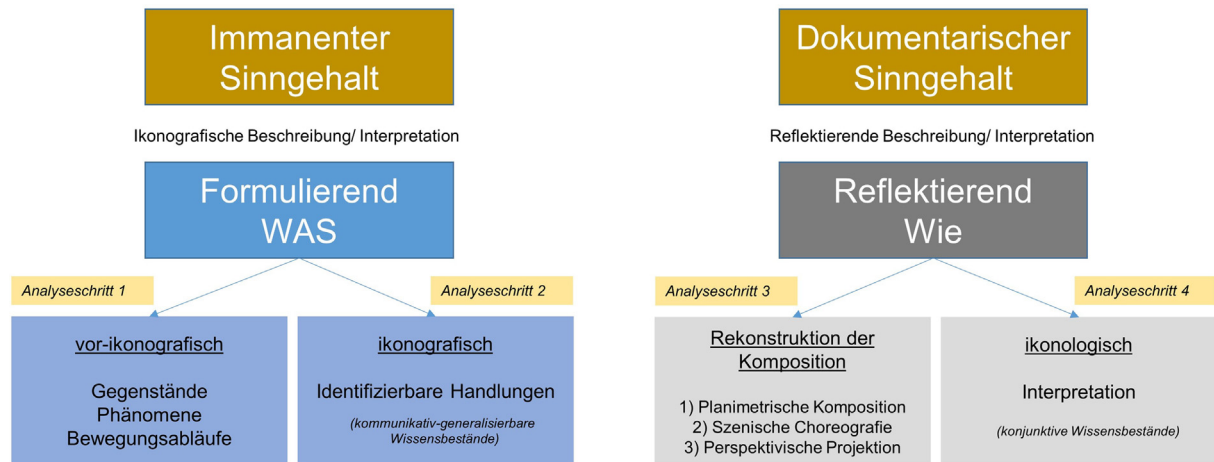 Immanenter
Sinngehalt
Ikonografische Beschreibung/ Interpretation
Formulierend
WAS
Analyseschritt 1
Analyseschritt 2
vor-ikonografisch
Gegenstände
Phänomene
Bewegungsabläufe
ikonografisch
Identifizierbare Handlungen
(kommunikativ-generalisierbare
Wissensbestände)
Dokumentarischer
Sinngehalt
Reflektierende Beschreibung/ Interpretation
Reflektierend
Wie
Analyseschritt 3
Analyseschritt 4
Rekonstruktion der
Komposition
1) Planimetrische Komposition
2) Szenische Choreografie
3) Perspektivische Projektion
ikonologisch
Interpretation
(konjunktive Wissensbestände)